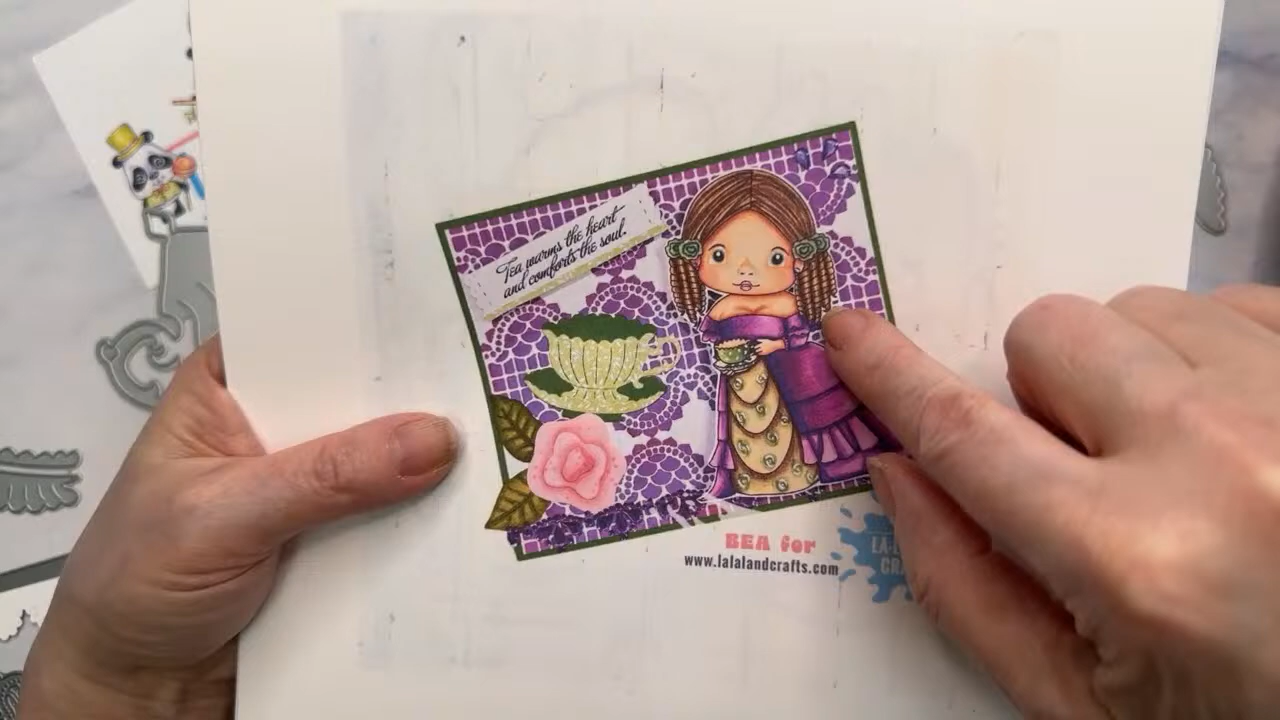 Tea warms the heart
and comforts the soul.
BEA for
www.lalalandcrafts.com